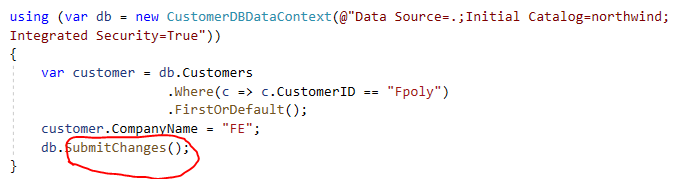 using (var db = new CustomerDBDataContext(@"Data Source=.;Initial Catalog=northwind;
Integrated Security=True"))
{
var customer = db.Customers
.Where(c => c.CustomerID == "Fpoly")
.FirstOrDefault();
customer.CompanyName = "FE";
db.SubmitChanges();
}